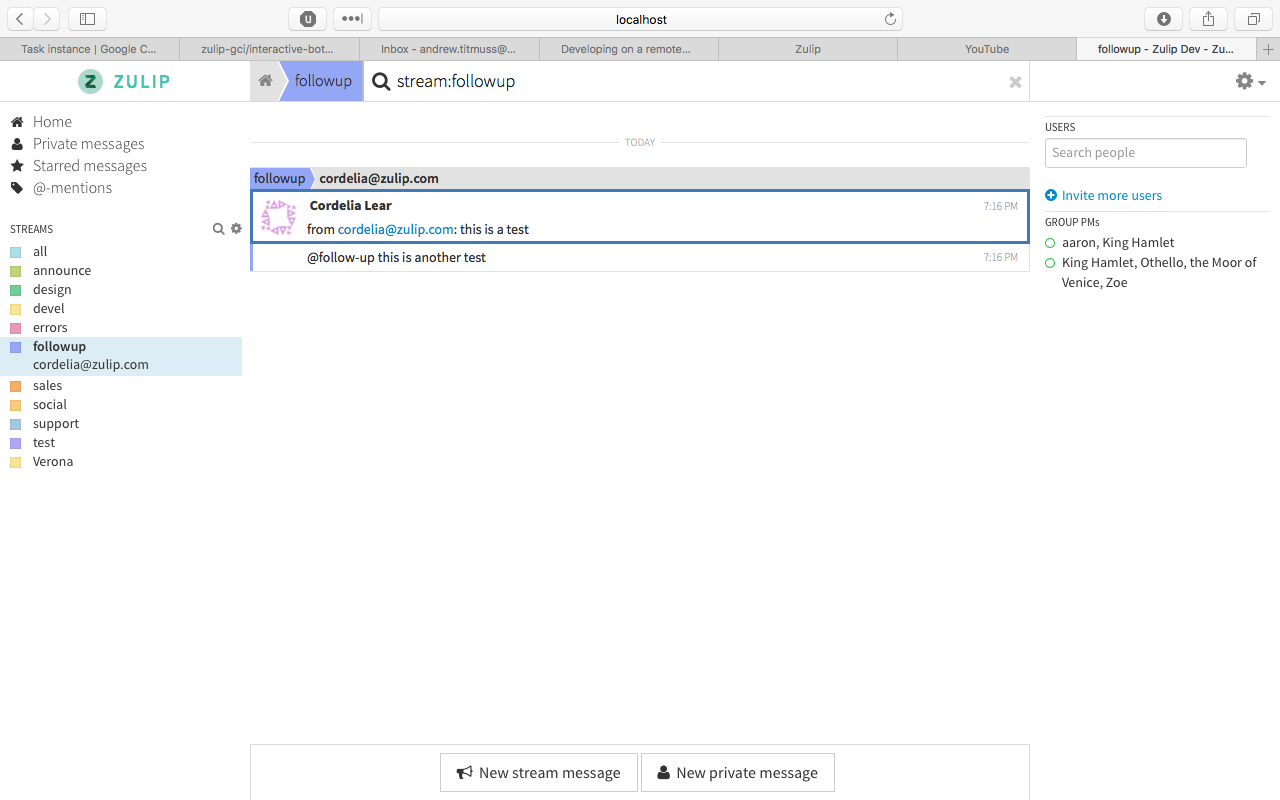 localhost
Task instance | Google C...
zulip-gci/interactive-bot...
Inbox - andrew.titmuss@...
Developing on a remote...
Zulip
YouTube
followup - Zulip Dev - Zu...
ZULIP
followup
stream:followup
Home
Private messages
Starred messages
@-mentions
STREAMS
all
announce
design
devel
errors
followup
cordelia@zulip.com
sales
social
support
test
Verona
TODAY
followup cordelia@zulip.com
Cordelia Lear 7:16 PM
from cordelia@zulip.com: this is a test
@follow-up this is another test 7:16 PM
New stream message
New private message
USERS
Search people
Invite more users
GROUP PMs
aaron, King Hamlet
King Hamlet, Othello, the Moor of
Venice, Zoe